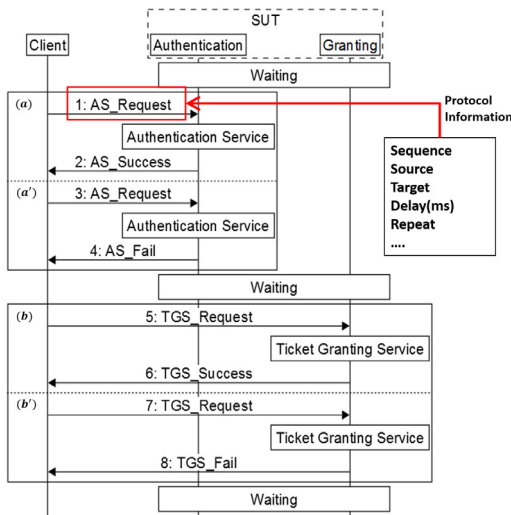 SUT
Client
Authentication
Granting
Waiting
(a)
1: AS_Request
Protocol
Information
Authentication Service
Sequence
Source
Target
Delay(ms)
Repeat
....
2: AS_Success
(a')
3: AS_Request
Authentication Service
4: AS_Fail
Waiting
(b)
5: TGS_Request
Ticket Granting Service
6: TGS_Success
(b')
7: TGS_Request
Ticket Granting Service
8: TGS_Fail
Waiting